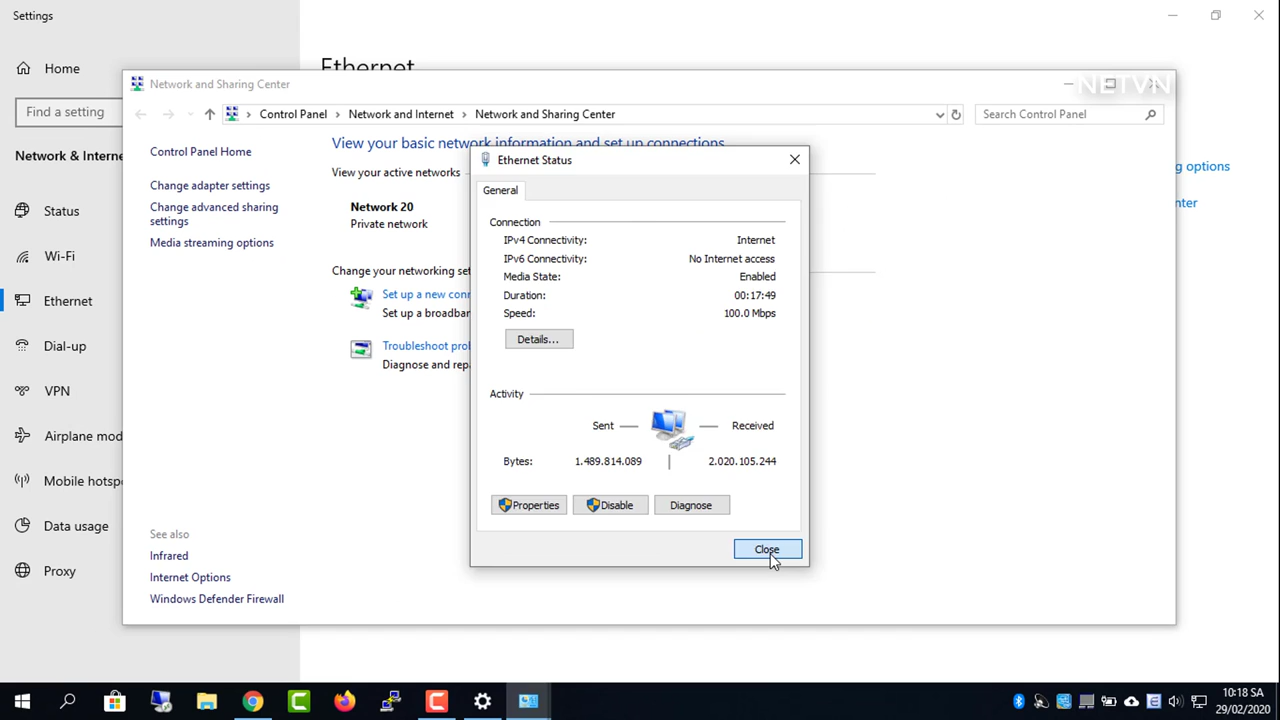 Settings
Home
Find a setting
Network & Interne
Status
Wi-Fi
Ethernet
Dial-up
VPN
Airplane mod
Mobile hotsp
Data usage
Proxy
Ethernet
Network and Sharing Center
NETVN
Control Panel > Network and Internet > Network and Sharing Center
Search Control Panel
Control Panel Home
Change adapter settings
Change advanced sharing
settings
Media streaming options
See also
Infrared
Internet Options
Windows Defender Firewall
View your basic network information and set up connections
View your active networks
Network 20
Private network
Change your networking set
Set up a new conn
Set up a broadban
Troubleshoot prol
Diagnose and repa
Ethernet Status
General
Connection
IPv4 Connectivity: Internet
IPv6 Connectivity: No Internet access
Media State: Enabled
Duration: 00:17:49
Speed: 100.0 Mbps
Details...
Activity
Sent Received
Bytes: 1.489.814.089 2.020.105.244
Properties Disable Diagnose
Close
g options
nter
10:18 SA
29/02/2020